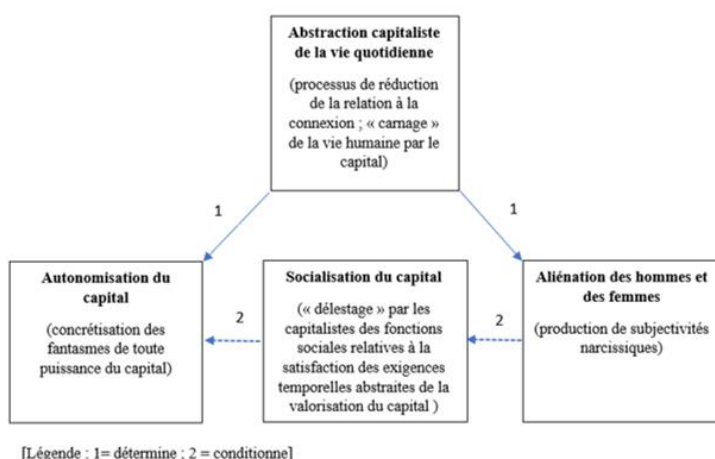 Abstraction capitaliste
de la vie quotidienne
(processus de réduction
de la relation à la
connexion ; « carnage »
de la vie humaine par le
capital)
1
1
Autonomisation du
capital
(concrétisation des
fantasmes de toute
puissance du capital)
2
Socialisation du capital
(« délestage » par les
capitalistes des fonctions
sociales relatives à la
satisfaction des exigences
temporelles abstraites de la
valorisation du capital )
2
Aliénation des hommes et
des femmes
(production de subjectivités
narcissiques)
[Légende : 1= détermine ; 2 = conditionne]